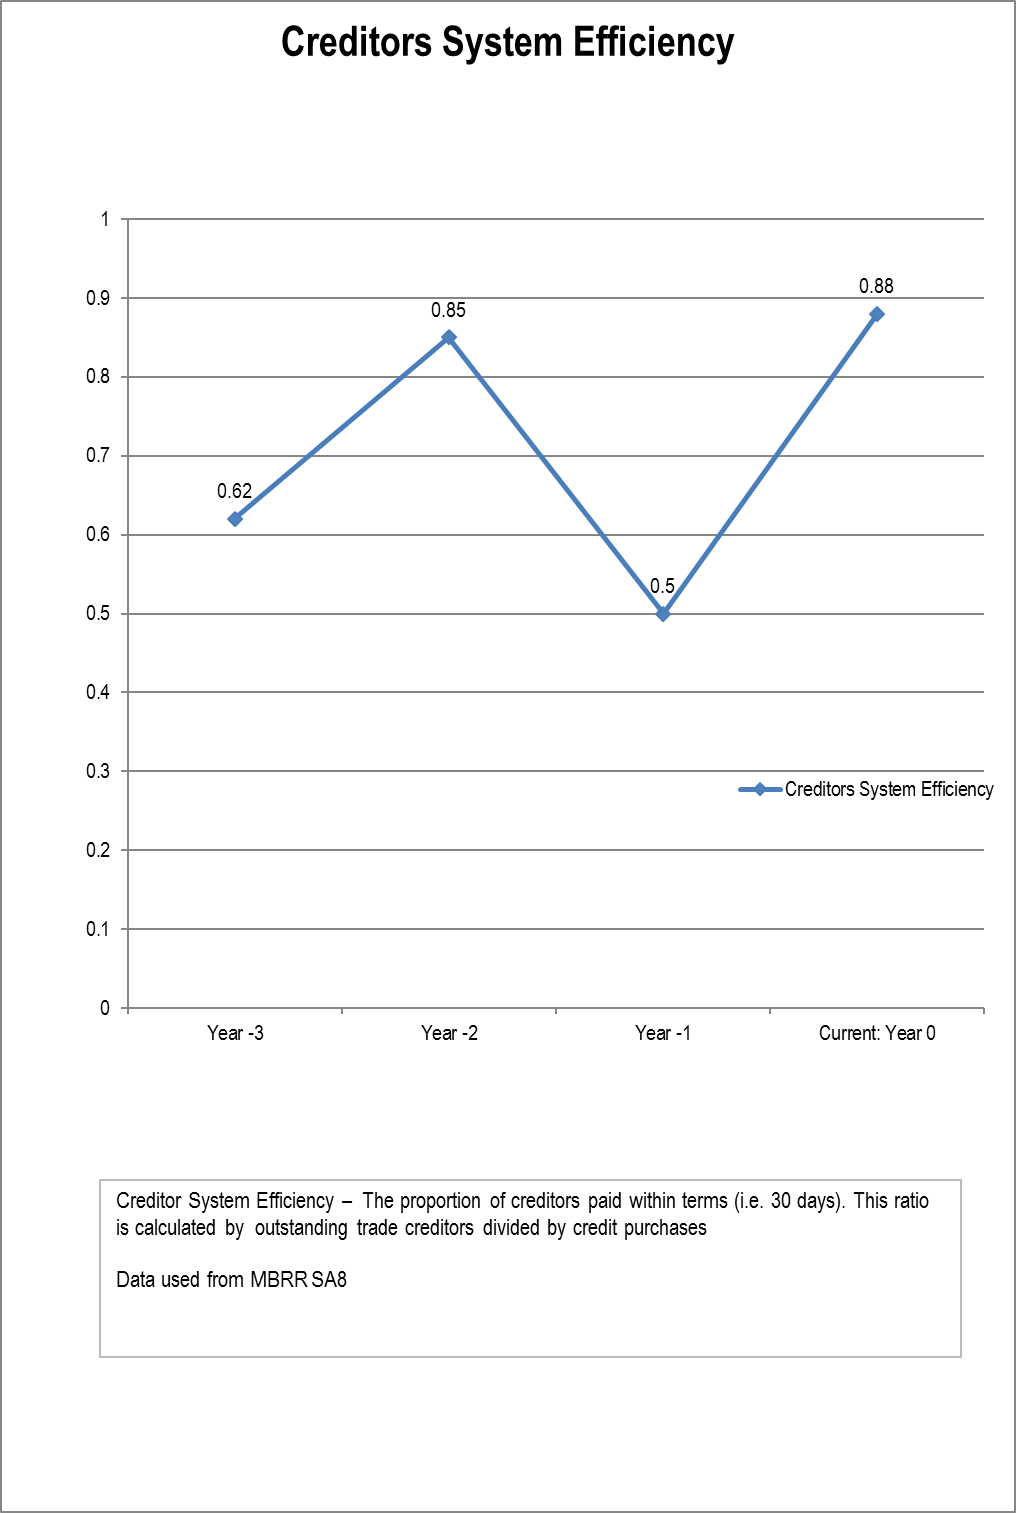 Creditors System Efficiency
1
0.9
0.8
0.7
0.6
0.5
0.4
0.3
0.2
0.1
0
0.62
0.85
0.5
0.88
Creditors System Efficiency
Year -3
Year -2
Year -1
Current: Year 0
Creditor System Efficiency – The proportion of creditors paid within terms (i.e. 30 days). This ratio
is calculated by outstanding trade creditors divided by credit purchases
Data used from MBRR SA8